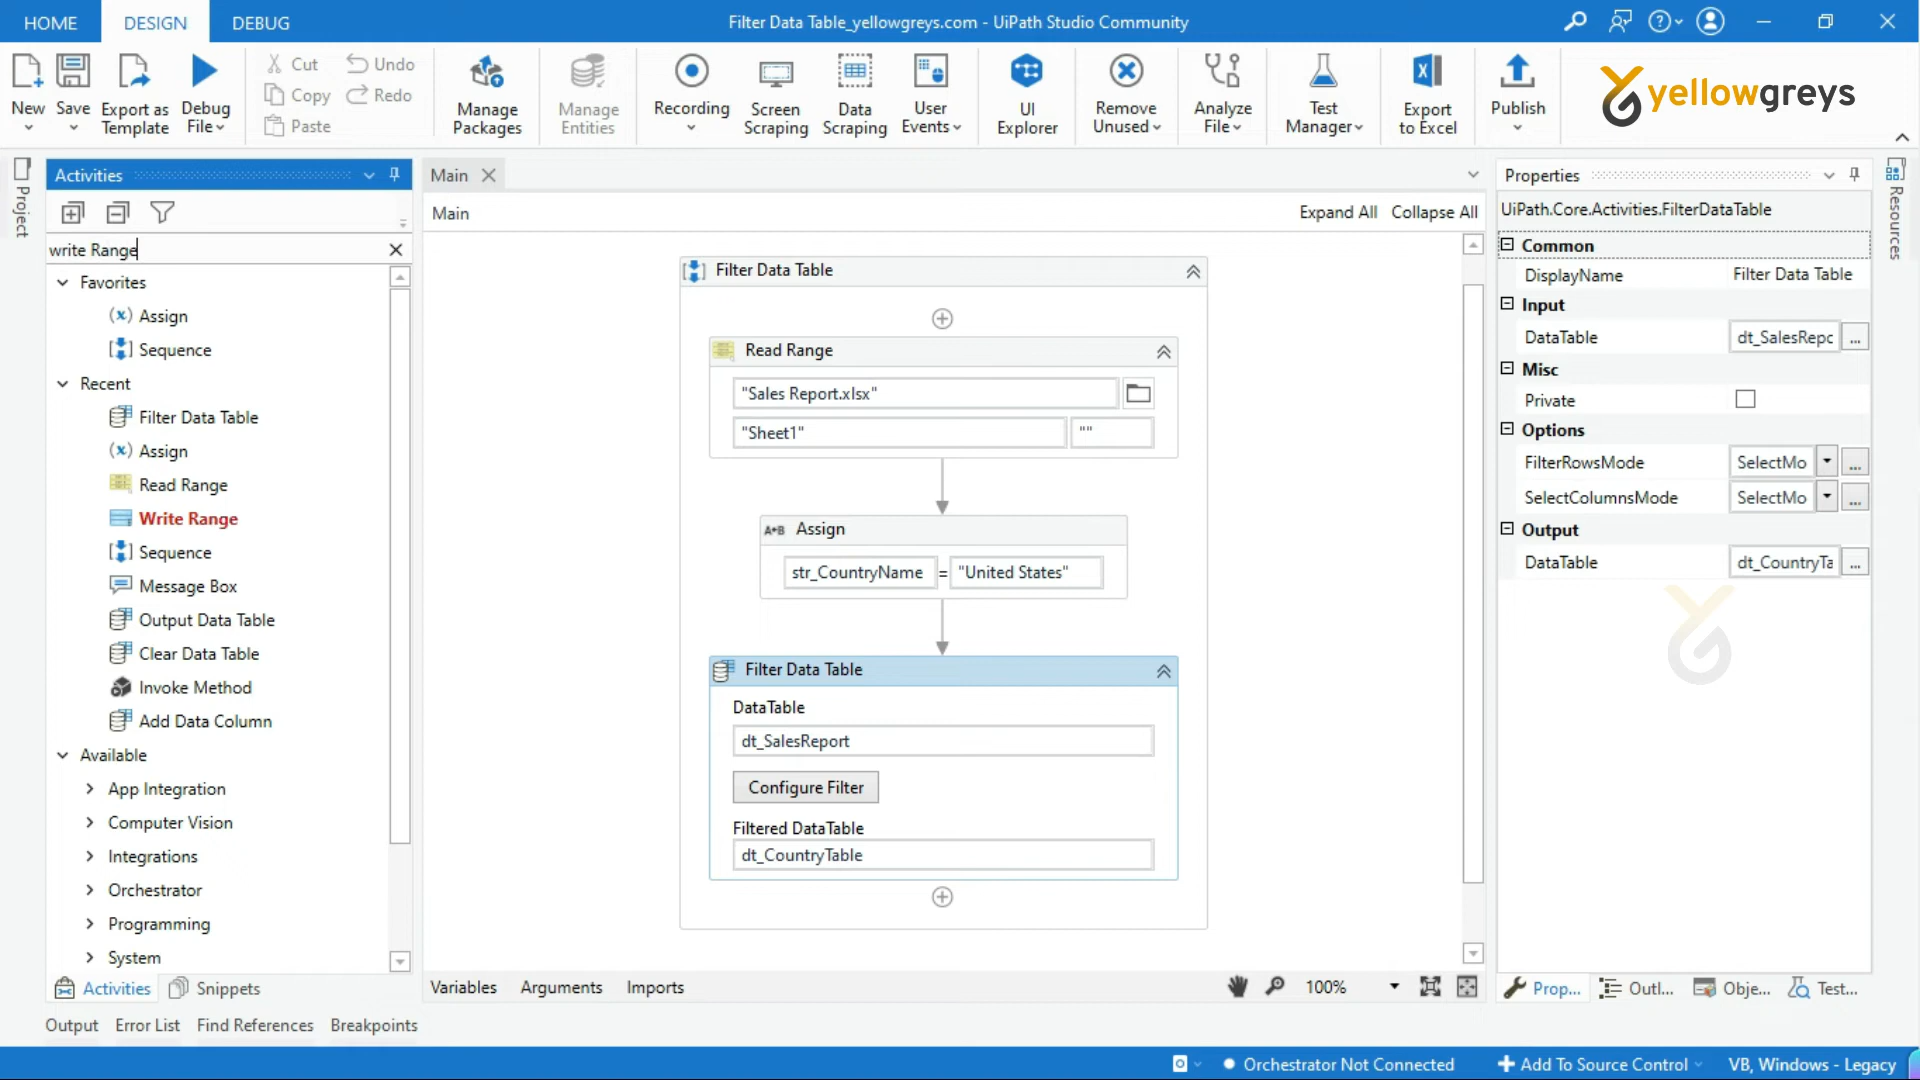 HOME DESIGN DEBUG
Filter Data Table_yellowgreys.com - UiPath Studio Community
New
Save
Export as
Template
Debug
File
Cut
Copy
Paste
Undo
Redo
Manage
Packages
Manage
Entities
Recording
Screen
Scraping
Data
Scraping
User
Events
UI
Explorer
Remove
Unused
Analyze
File
Test
Manager
Export
to Excel
Publish
yellowgreys
Project
Activities
write Range
Favorites
Assign
Sequence
Recent
Filter Data Table
Assign
Read Range
Write Range
Sequence
Message Box
Output Data Table
Clear Data Table
Invoke Method
Add Data Column
Available
App Integration
Computer Vision
Integrations
Orchestrator
Programming
System
Activities Snippets
Main
Main
Expand All Collapse All
Filter Data Table
Read Range
"Sales Report.xlsx"
"Sheet1" ""
A+B Assign
str_CountryName = "United States"
Filter Data Table
DataTable
dt_SalesReport
Configure Filter
Filtered DataTable
dt_CountryTable
Variables Arguments Imports
100%
Properties
UiPath.Core.Activities.FilterDataTable
Common
DisplayName Filter Data Table
Input
DataTable dt_SalesRepc ...
Misc
Private
Options
FilterRowsMode SelectMo ...
SelectColumnsMode SelectMo ...
Output
DataTable dt_CountryTa ...
Prop... Outl... Obje... Test...
Resources
Output Error List Find References Breakpoints
Orchestrator Not Connected Add To Source Control VB, Windows - Legacy